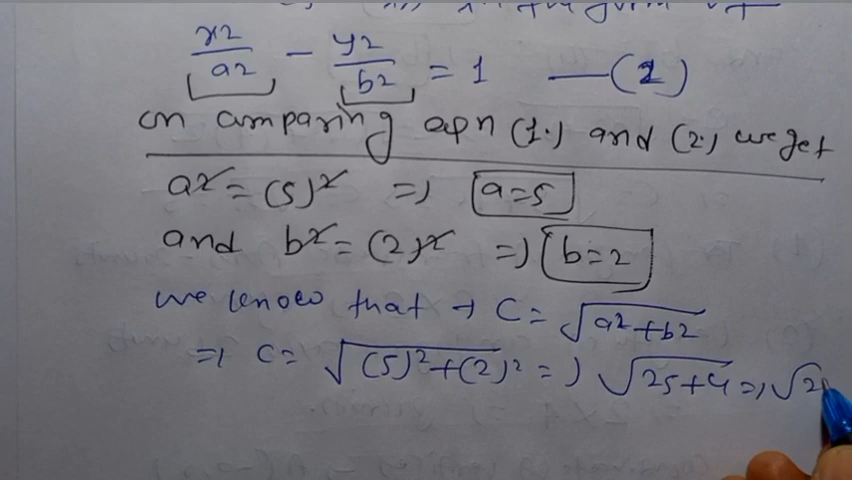 x2/a2 - y2/b2 = 1 —(2)
on comparing eqn (1.) and (2.) we get
a2 = (5)2 => a=5
and b2 = (2)2 => b=2
we know that → C = √a2+b2
=> C = √(5)2+(2)2 => √25+4 => √2